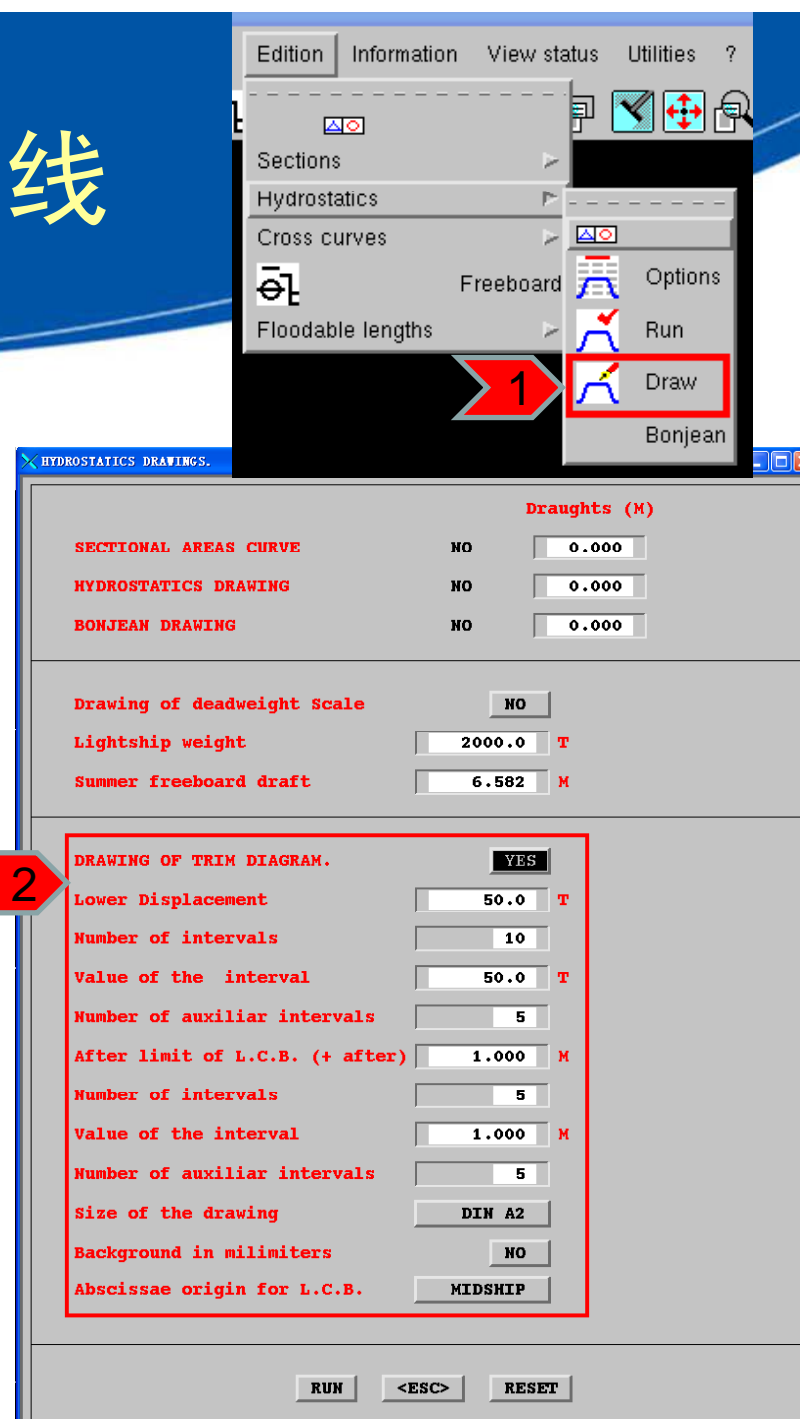 线
Edition Information View status Utilities ?
Sections
Hydrostatics
Cross curves
Freeboard
Floodable lengths
Options
Run
Draw
Bonjean
1
HYDROSTATICS DRAWINGS.
Draughts (M)
SECTIONAL AREAS CURVE NO 0.000
HYDROSTATICS DRAWING NO 0.000
BONJEAN DRAWING NO 0.000
Drawing of deadweight Scale NO
Lightship weight 2000.0 T
Summer freeboard draft 6.582 M
2
DRAWING OF TRIM DIAGRAM. YES
Lower Displacement 50.0 T
Number of intervals 10
Value of the interval 50.0 T
Number of auxiliar intervals 5
After limit of L.C.B. (+ after) 1.000 M
Number of intervals 5
Value of the interval 1.000 M
Number of auxiliar intervals 5
Size of the drawing DIN A2
Background in milimiters NO
Abscissae origin for L.C.B. MIDSHIP
RUN <ESC> RESET